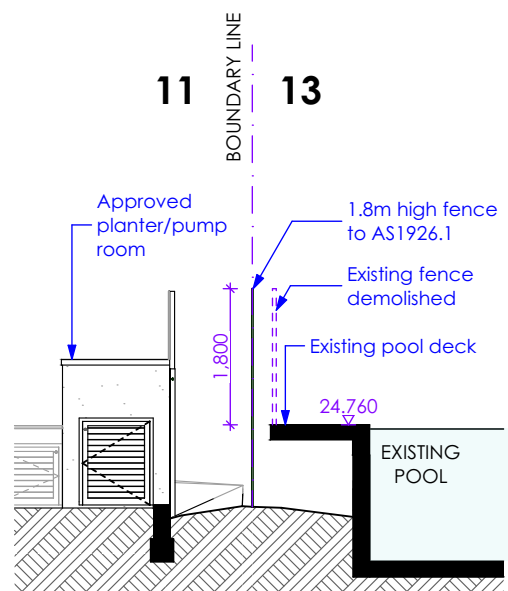 11
BOUNDARY LINE
13
Approved
planter/pump
room
1.8m high fence
to AS1926.1
Existing fence
demolished
1,800
Existing pool deck
24.760
EXISTING
POOL